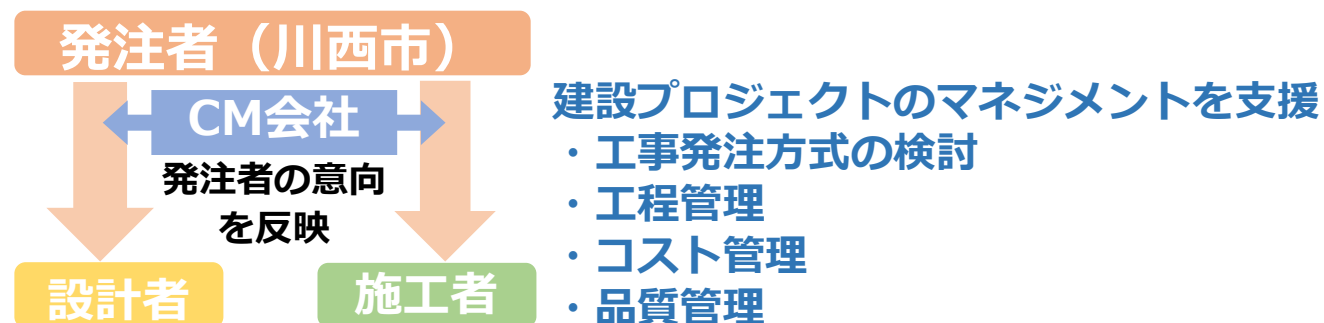 発注者（川西市）
CM会社
発注者の意向
を反映
設計者
施工者
建設プロジェクトのマネジメントを支援
・工事発注方式の検討
・工程管理
・コスト管理
・品質管理